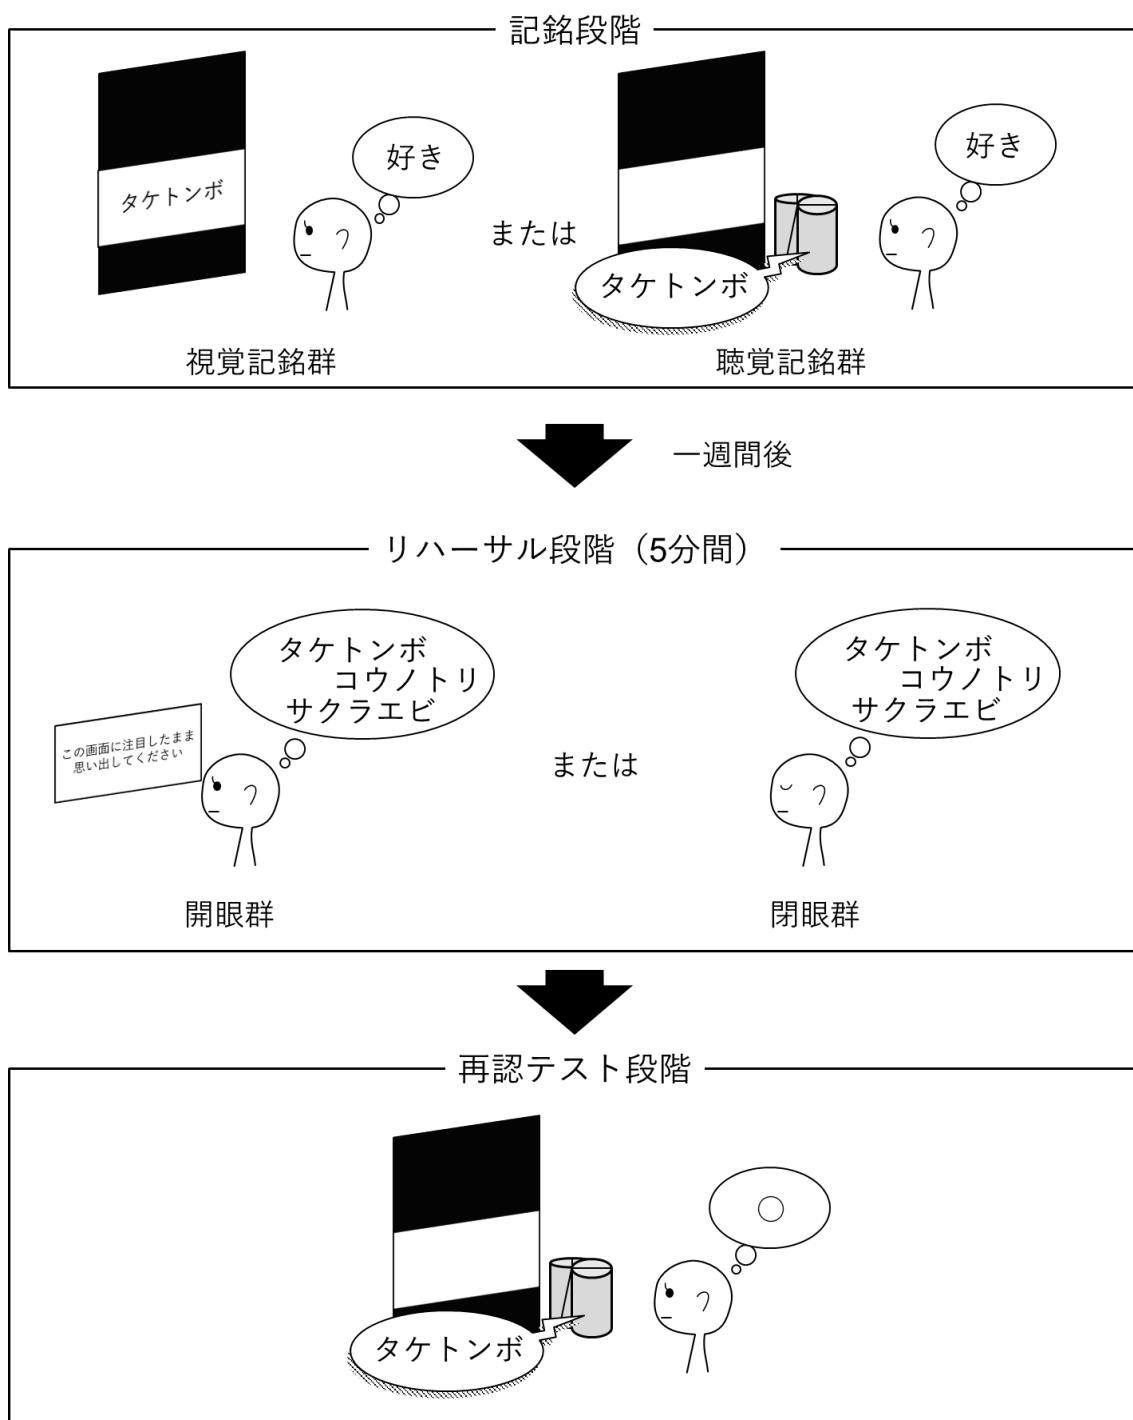 記銘段階
タケトンボ
好き
または
タケトンボ
好き
視覚記銘群
聴覚記銘群
一週間後
リハーサル段階（5分間）
この画面に注目したまま
思い出してください
タケトンボ
コウノトリ
サクラエビ
または
タケトンボ
コウノトリ
サクラエビ
開眼群
閉眼群
再認テスト段階
タケトンボ
○